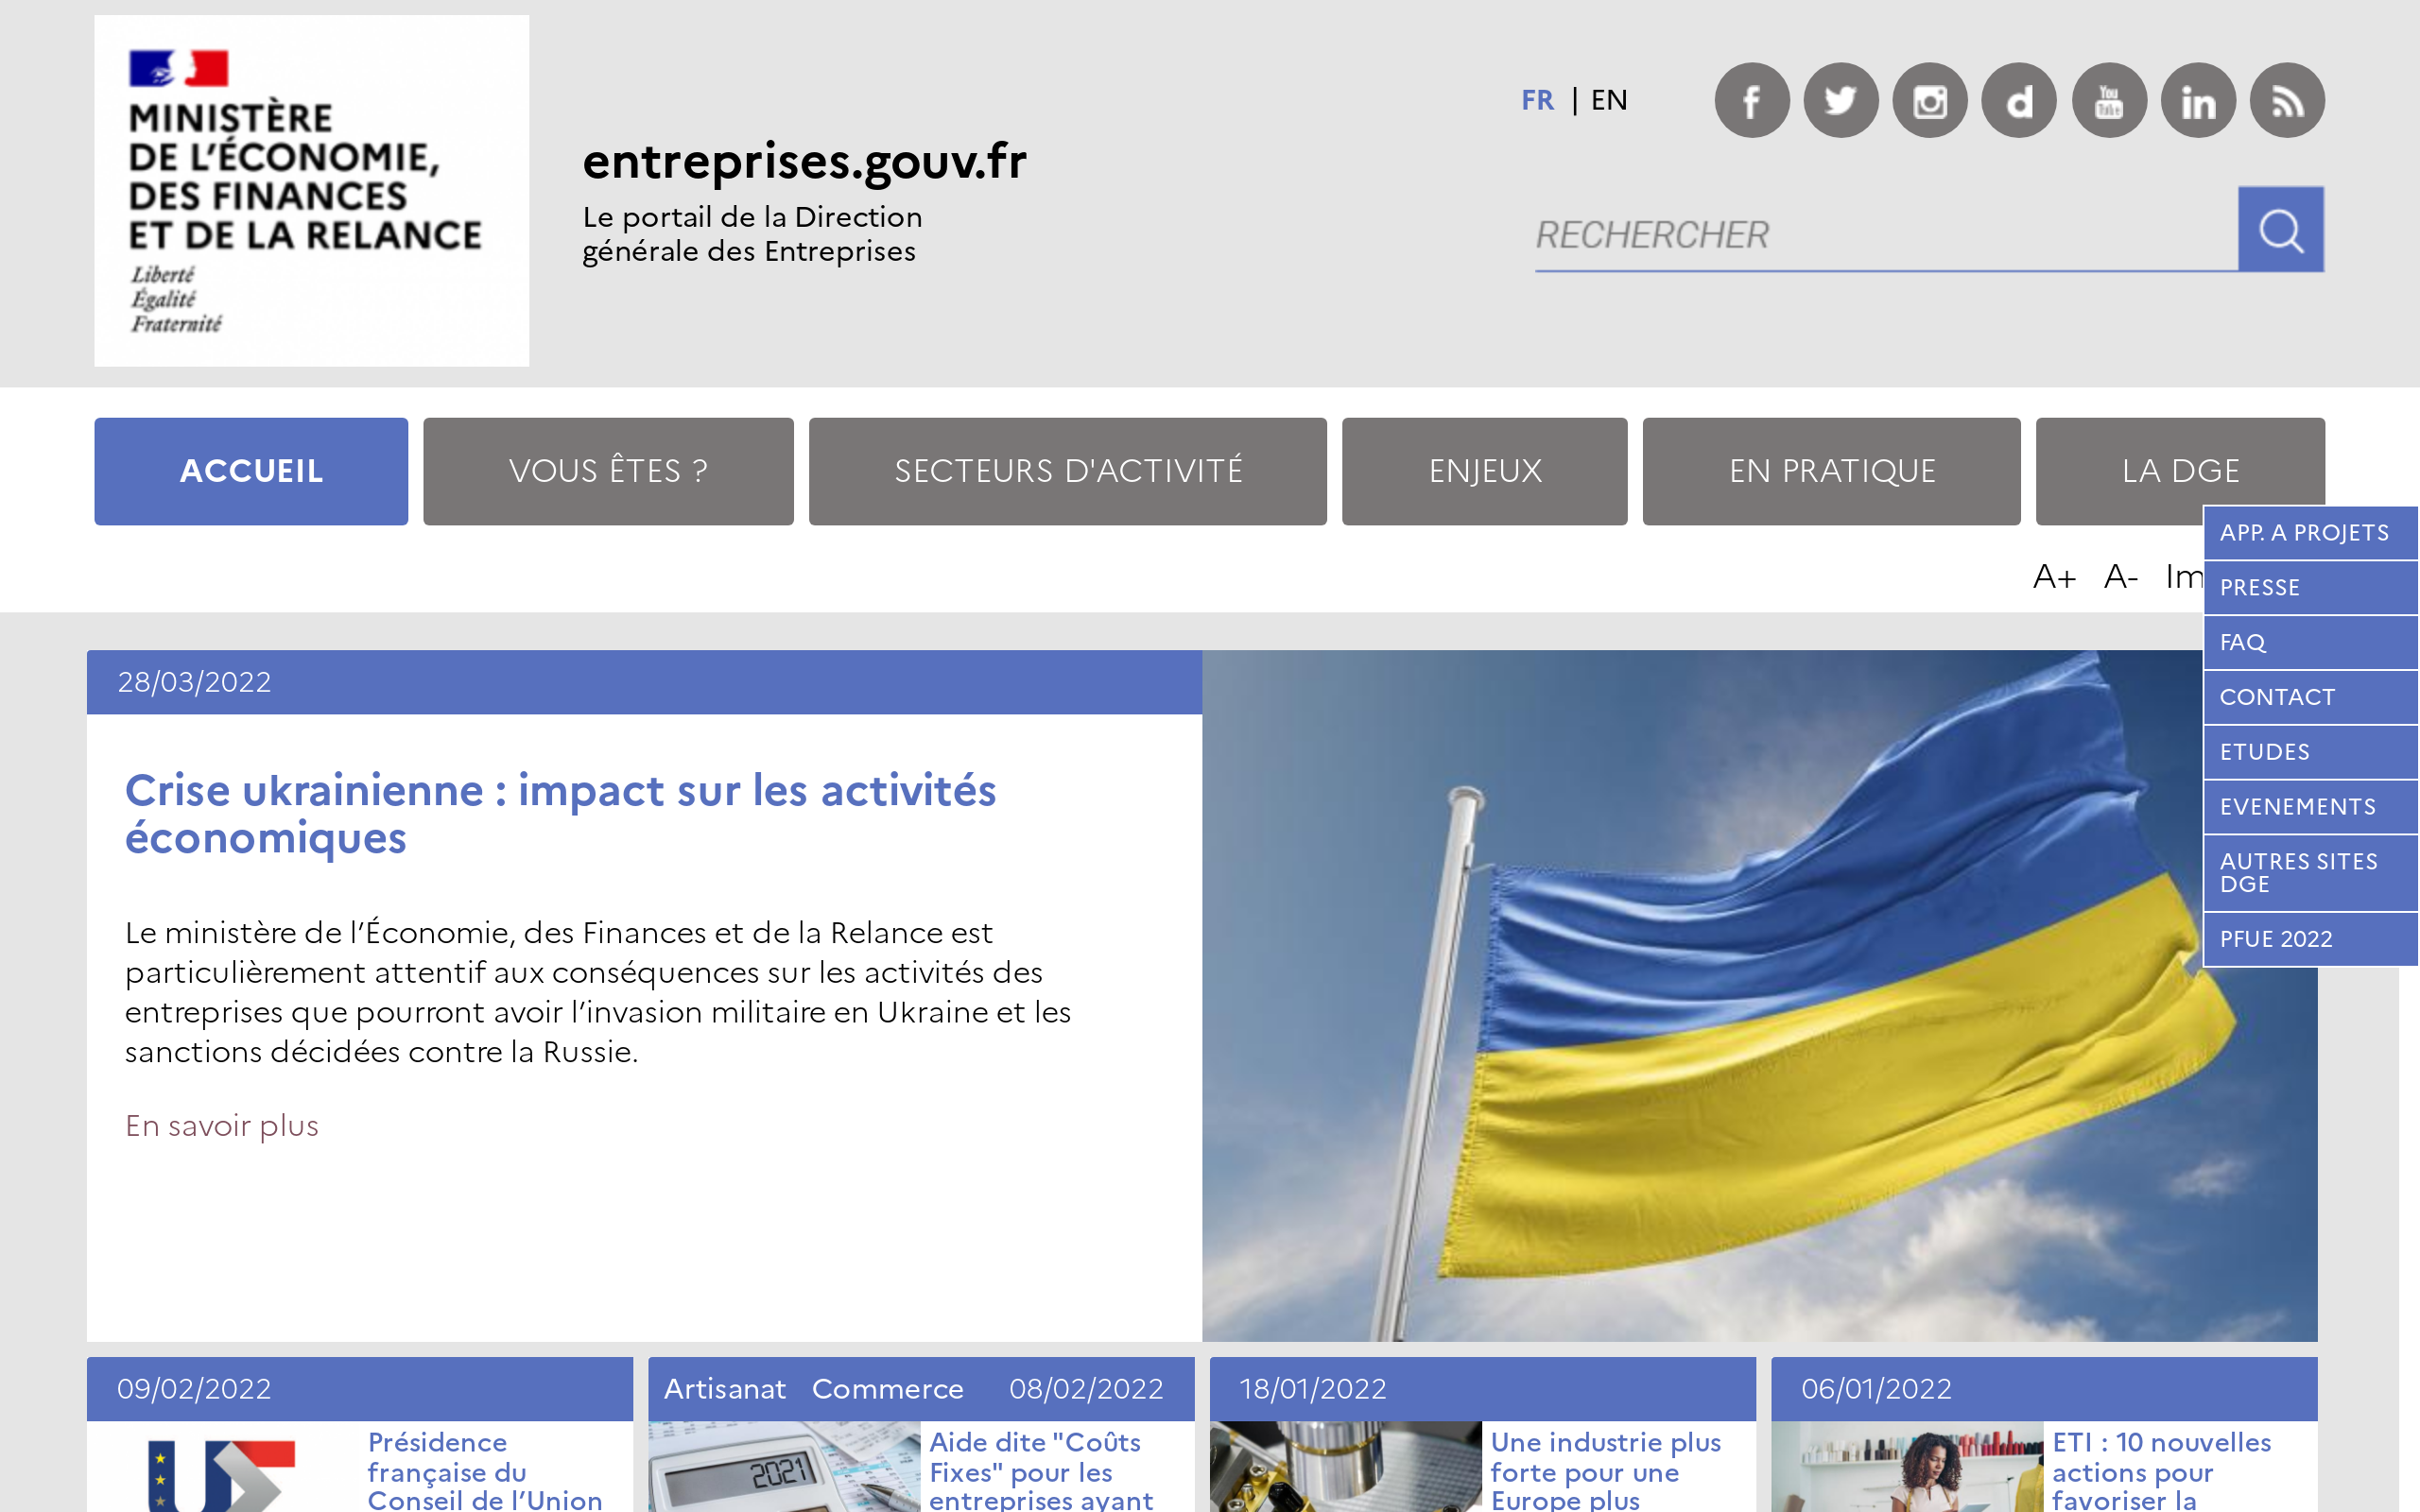 MINISTÈRE
DE L'ÉCONOMIE,
DES FINANCES
ET DE LA RELANCE
Liberté
Égalité
Fraternité
entreprises.gouv.fr
Le portail de la Direction
générale des Entreprises
FR | EN
You
Tube
RECHERCHER
ACCUEIL
VOUS ÊTES ?
SECTEURS D'ACTIVITÉ
ENJEUX
EN PRATIQUE
LA DGE
A+ A-
APP. A PROJETS
PRESSE
FAQ
CONTACT
ETUDES
EVENEMENTS
AUTRES SITES
DGE
PFUE 2022
28/03/2022
Crise ukrainienne : impact sur les activités
économiques
Le ministère de l’Économie, des Finances et de la Relance est
particulièrement attentif aux conséquences sur les activités des
entreprises que pourront avoir l’invasion militaire en Ukraine et les
sanctions décidées contre la Russie.
En savoir plus
09/02/2022
Présidence
française du
Conseil de l’Union
Artisanat Commerce 08/02/2022
2021
Aide dite "Coûts
Fixes" pour les
entreprises ayant
18/01/2022
Une industrie plus
forte pour une
Europe plus
06/01/2022
ETI : 10 nouvelles
actions pour
favoriser la